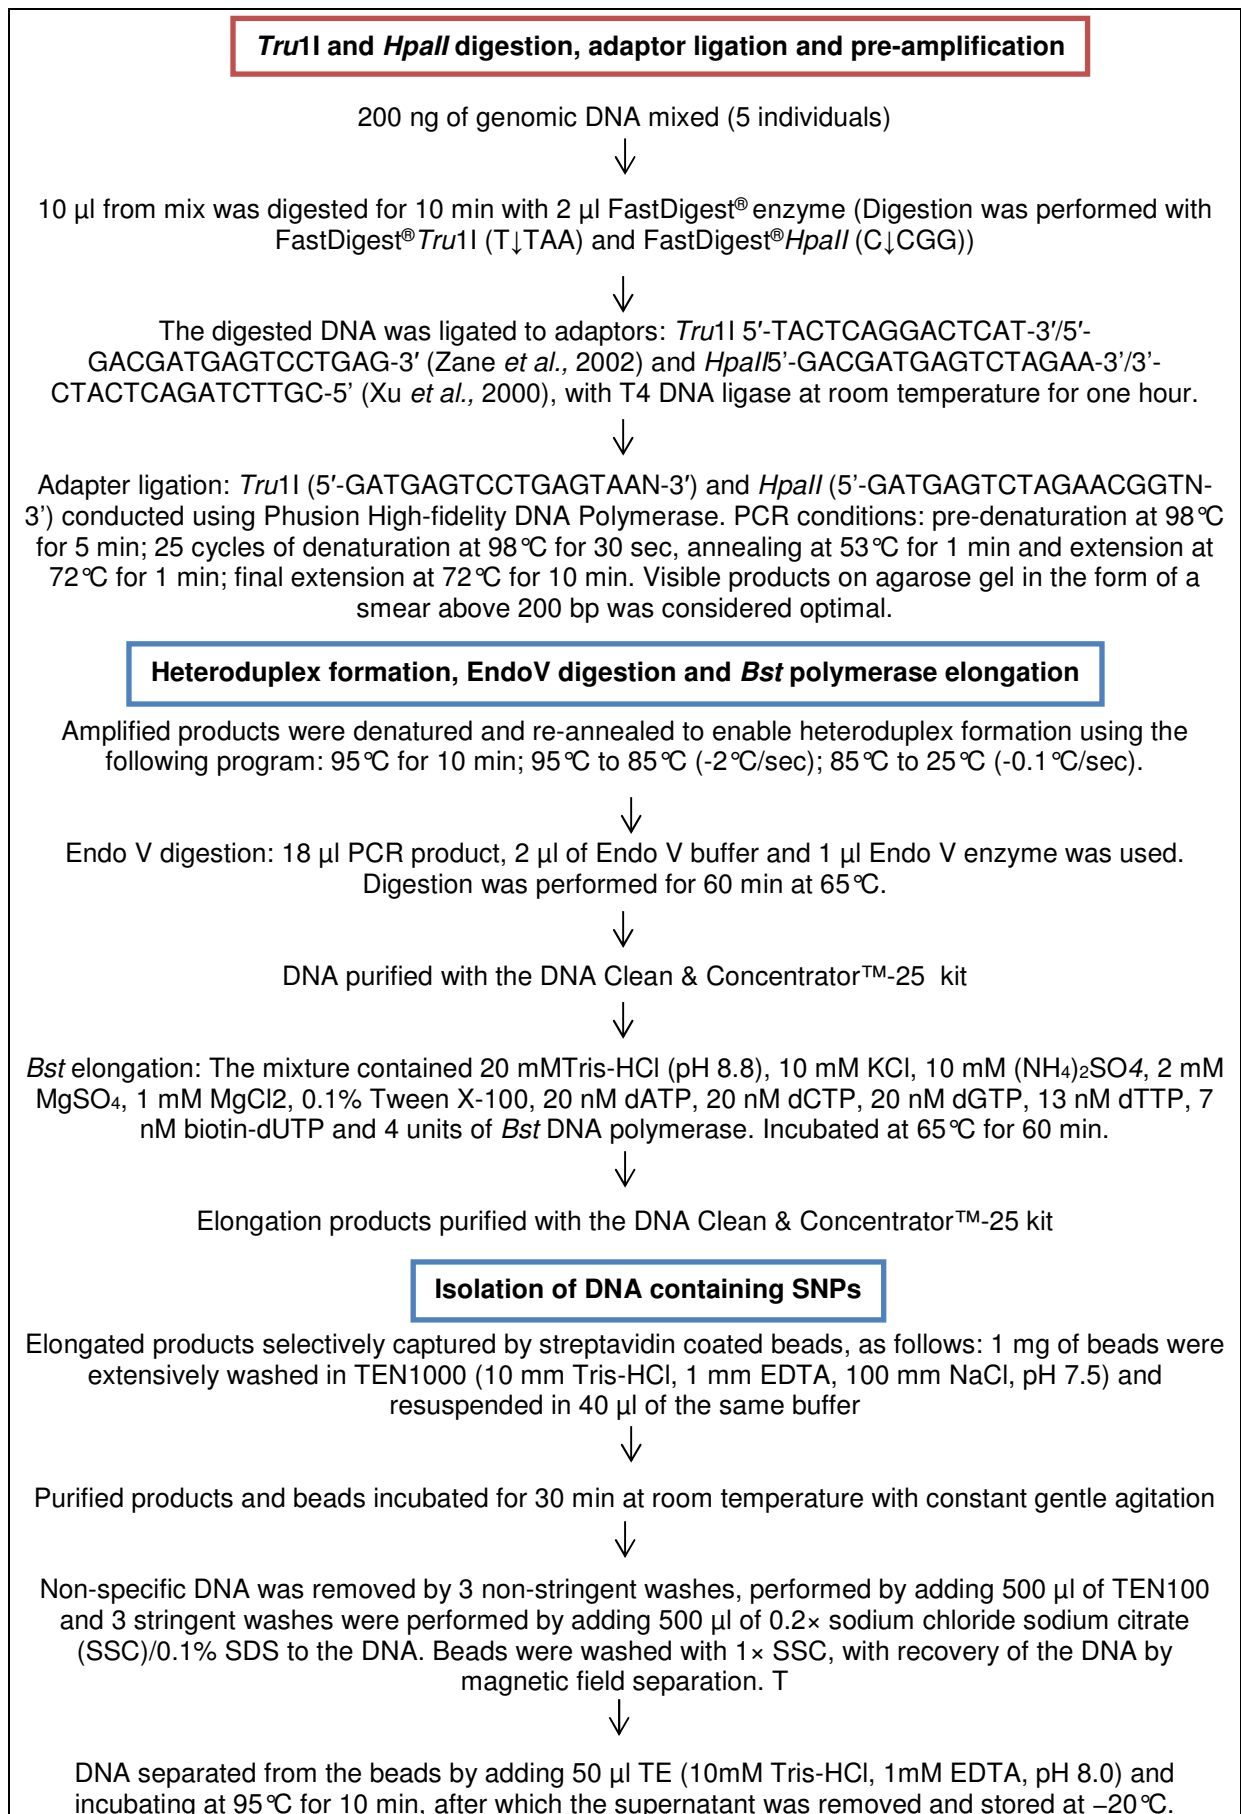 Tru1I and HpaII digestion, adaptor ligation and pre-amplification
200 ng of genomic DNA mixed (5 individuals)
↓
10 µl from mix was digested for 10 min with 2 µl FastDigest® enzyme (Digestion was performed with
FastDigest®Tru1I (T↓TAA) and FastDigest®HpaII (C↓CGG))
↓
The digested DNA was ligated to adaptors: Tru1I 5′-TACTCAGGACTCAT-3′/5′-
GACGATGAGTCCTGAG-3′ (Zane et al., 2002) and HpaII5’-GACGATGAGTCTAGAA-3’/3’-
CTACTCAGATCTTGC-5’ (Xu et al., 2000), with T4 DNA ligase at room temperature for one hour.
↓
Adapter ligation: Tru1I (5′-GATGAGTCCTGAGTAAN-3′) and HpaII (5’-GATGAGTCTAGAACGGTN-
3’) conducted using Phusion High-fidelity DNA Polymerase. PCR conditions: pre-denaturation at 98°C
for 5 min; 25 cycles of denaturation at 98°C for 30 sec, annealing at 53°C for 1 min and extension at
72°C for 1 min; final extension at 72°C for 10 min. Visible products on agarose gel in the form of a
smear above 200 bp was considered optimal.
Heteroduplex formation, EndoV digestion and Bst polymerase elongation
Amplified products were denatured and re-annealed to enable heteroduplex formation using the
following program: 95°C for 10 min; 95°C to 85°C (-2°C/sec); 85°C to 25°C (-0.1°C/sec).
↓
Endo V digestion: 18 µl PCR product, 2 µl of Endo V buffer and 1 µl Endo V enzyme was used.
Digestion was performed for 60 min at 65°C.
↓
DNA purified with the DNA Clean & Concentrator™-25 kit
↓
Bst elongation: The mixture contained 20 mMTris-HCl (pH 8.8), 10 mM KCl, 10 mM (NH₄)₂SO4, 2 mM
MgSO₄, 1 mM MgCl2, 0.1% Tween X-100, 20 nM dATP, 20 nM dCTP, 20 nM dGTP, 13 nM dTTP, 7
nM biotin-dUTP and 4 units of Bst DNA polymerase. Incubated at 65°C for 60 min.
↓
Elongation products purified with the DNA Clean & Concentrator™-25 kit
Isolation of DNA containing SNPs
Elongated products selectively captured by streptavidin coated beads, as follows: 1 mg of beads were
extensively washed in TEN1000 (10 mm Tris-HCl, 1 mm EDTA, 100 mm NaCl, pH 7.5) and
resuspended in 40 µl of the same buffer
↓
Purified products and beads incubated for 30 min at room temperature with constant gentle agitation
↓
Non-specific DNA was removed by 3 non-stringent washes, performed by adding 500 µl of TEN100
and 3 stringent washes were performed by adding 500 µl of 0.2× sodium chloride sodium citrate
(SSC)/0.1% SDS to the DNA. Beads were washed with 1× SSC, with recovery of the DNA by
magnetic field separation. T
↓
DNA separated from the beads by adding 50 µl TE (10mM Tris-HCl, 1mM EDTA, pH 8.0) and
incubating at 95°C for 10 min, after which the supernatant was removed and stored at −20°C.